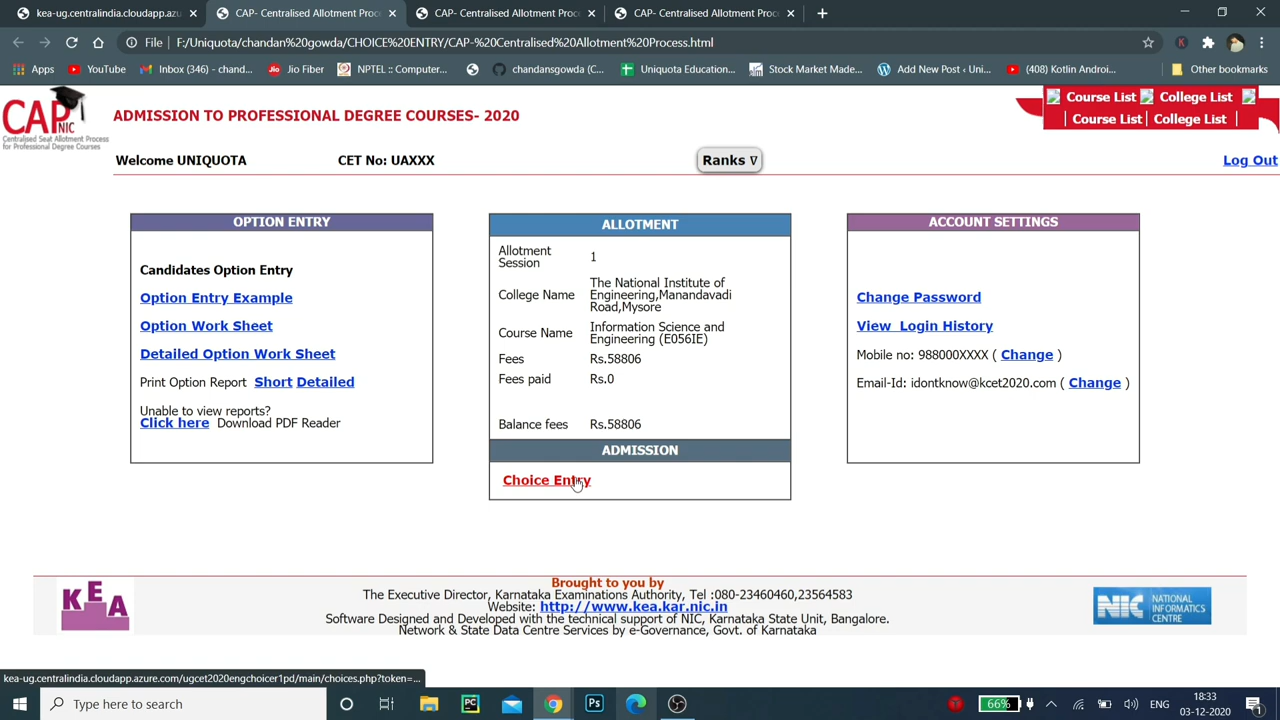 kea-ug.centralindia.cloudapp.azu
CAP- Centralised Allotment Proc
CAP- Centralised Allotment Proc
CAP- Centralised Allotment Proc
File F:/Uniquota/chandan%20gowda/CHOICE%20ENTRY/CAP-%20Centralised%20Allotment%20Process.html
Apps
YouTube
Inbox (346) - chand...
Jio Fiber
NPTEL :: Computer...
chandansgowda (C...
Uniquota Education...
Stock Market Made...
Add New Post ‹ Uni...
(408) Kotlin Androi...
Other bookmarks
CAP NIC
Centralised Seat Allotment Process
for Professional Degree Courses
ADMISSION TO PROFESSIONAL DEGREE COURSES- 2020
Course List College List
| Course List | College List |
Welcome UNIQUOTA CET No: UAXXX Ranks ∇ Log Out
OPTION ENTRY
Candidates Option Entry
Option Entry Example
Option Work Sheet
Detailed Option Work Sheet
Print Option Report Short Detailed
Unable to view reports?
Click here Download PDF Reader
ALLOTMENT
Allotment Session 1
College Name The National Institute of
Engineering,Manandavadi
Road,Mysore
Course Name Information Science and
Engineering (E056IE)
Fees Rs.58806
Fees paid Rs.0
Balance fees Rs.58806
ADMISSION
Choice Entry
ACCOUNT SETTINGS
Change Password
View Login History
Mobile no: 988000XXXX ( Change )
Email-Id: idontknow@kcet2020.com ( Change )
KEA
Brought to you by
The Executive Director, Karnataka Examinations Authority, Tel :080-23460460,23564583
Website: http://www.kea.kar.nic.in
Software Designed and Developed with the technical support of NIC, Karnataka State Unit, Bangalore.
Network & State Data Centre Services by e-Governance, Govt. of Karnataka
NIC NATIONAL
INFORMATICS
CENTRE
kea-ug.centralindia.cloudapp.azure.com/ugcet2020engchoicer1pd/main/choices.php?token=...
Type here to search
66%
ENG
18:33
03-12-2020